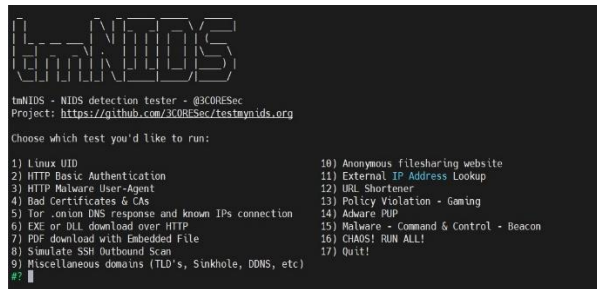 tmNIDS
tmNIDS - NIDS detection tester - @3CORESec
Project: https://github.com/3CORESec/testmynids.org
Choose which test you'd like to run:
1) Linux UID
2) HTTP Basic Authentication
3) HTTP Malware User-Agent
4) Bad Certificates & CAs
5) Tor .onion DNS response and known IPs connection
6) EXE or DLL download over HTTP
7) PDF download with Embedded File
8) Simulate SSH Outbound Scan
9) Miscellaneous domains (TLD's, Sinkhole, DDNS, etc)
10) Anonymous filesharing website
11) External IP Address Lookup
12) URL Shortener
13) Policy Violation - Gaming
14) Adware PUP
15) Malware - Command & Control - Beacon
16) CHAOS! RUN ALL!
17) Quit!
#?